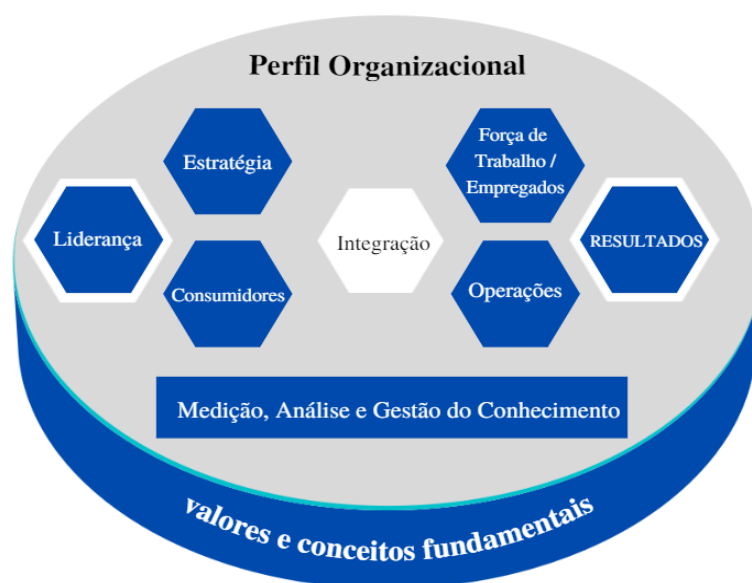 Perfil Organizacional
Estratégia
Força de
Trabalho /
Empregados
Liderança
Integração
RESULTADOS
Consumidores
Operações
Medição, Análise e Gestão do Conhecimento
valores e conceitos fundamentais